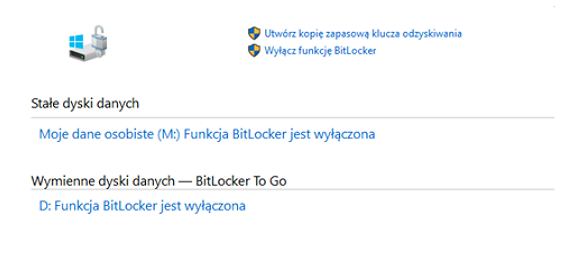 Utwórz kopię zapasową klucza odzyskiwania
Wyłącz funkcję BitLocker
Stałe dyski danych
Moje dane osobiste (M:) Funkcja BitLocker jest wyłączona
Wymienne dyski danych — BitLocker To Go
D: Funkcja BitLocker jest wyłączona